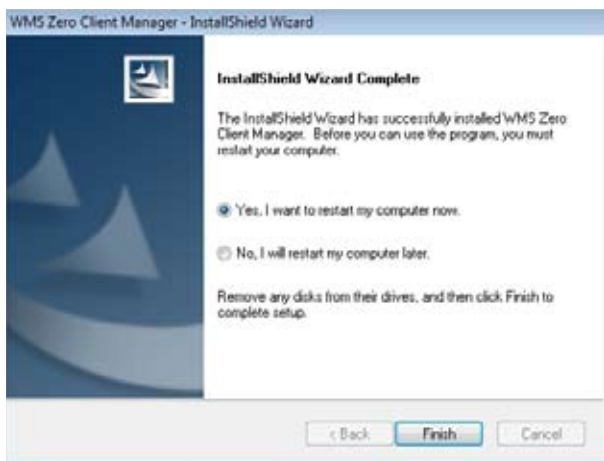 WMS Zero Client Manager - InstallShield Wizard
InstallShield Wizard Complete
The InstallShield Wizard has successfully installed WMS Zero
Client Manager. Before you can use the program, you must
restart your computer.
Yes, I want to restart my computer now.
No, I will restart my computer later.
Remove any disks from their drives, and then click Finish to
complete setup.
< Back Finish Cancel